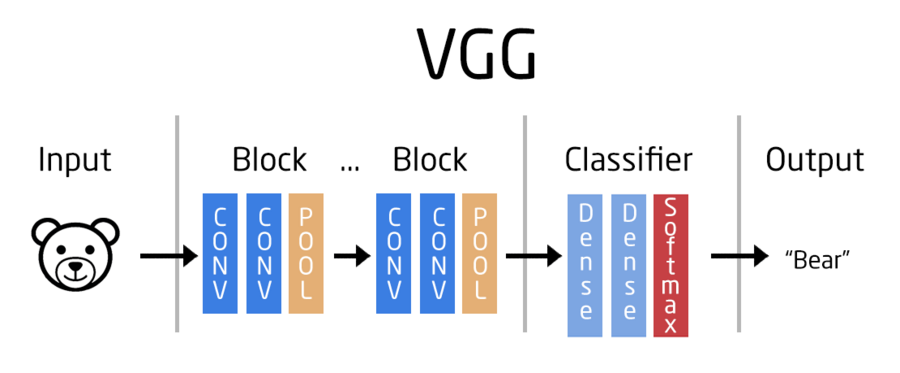 VGG
Input
Block ... Block
Classifier
Output
CONV
CONV
POOL
CONV
CONV
POOL
Dense
Dense
Softmax
“Bear”